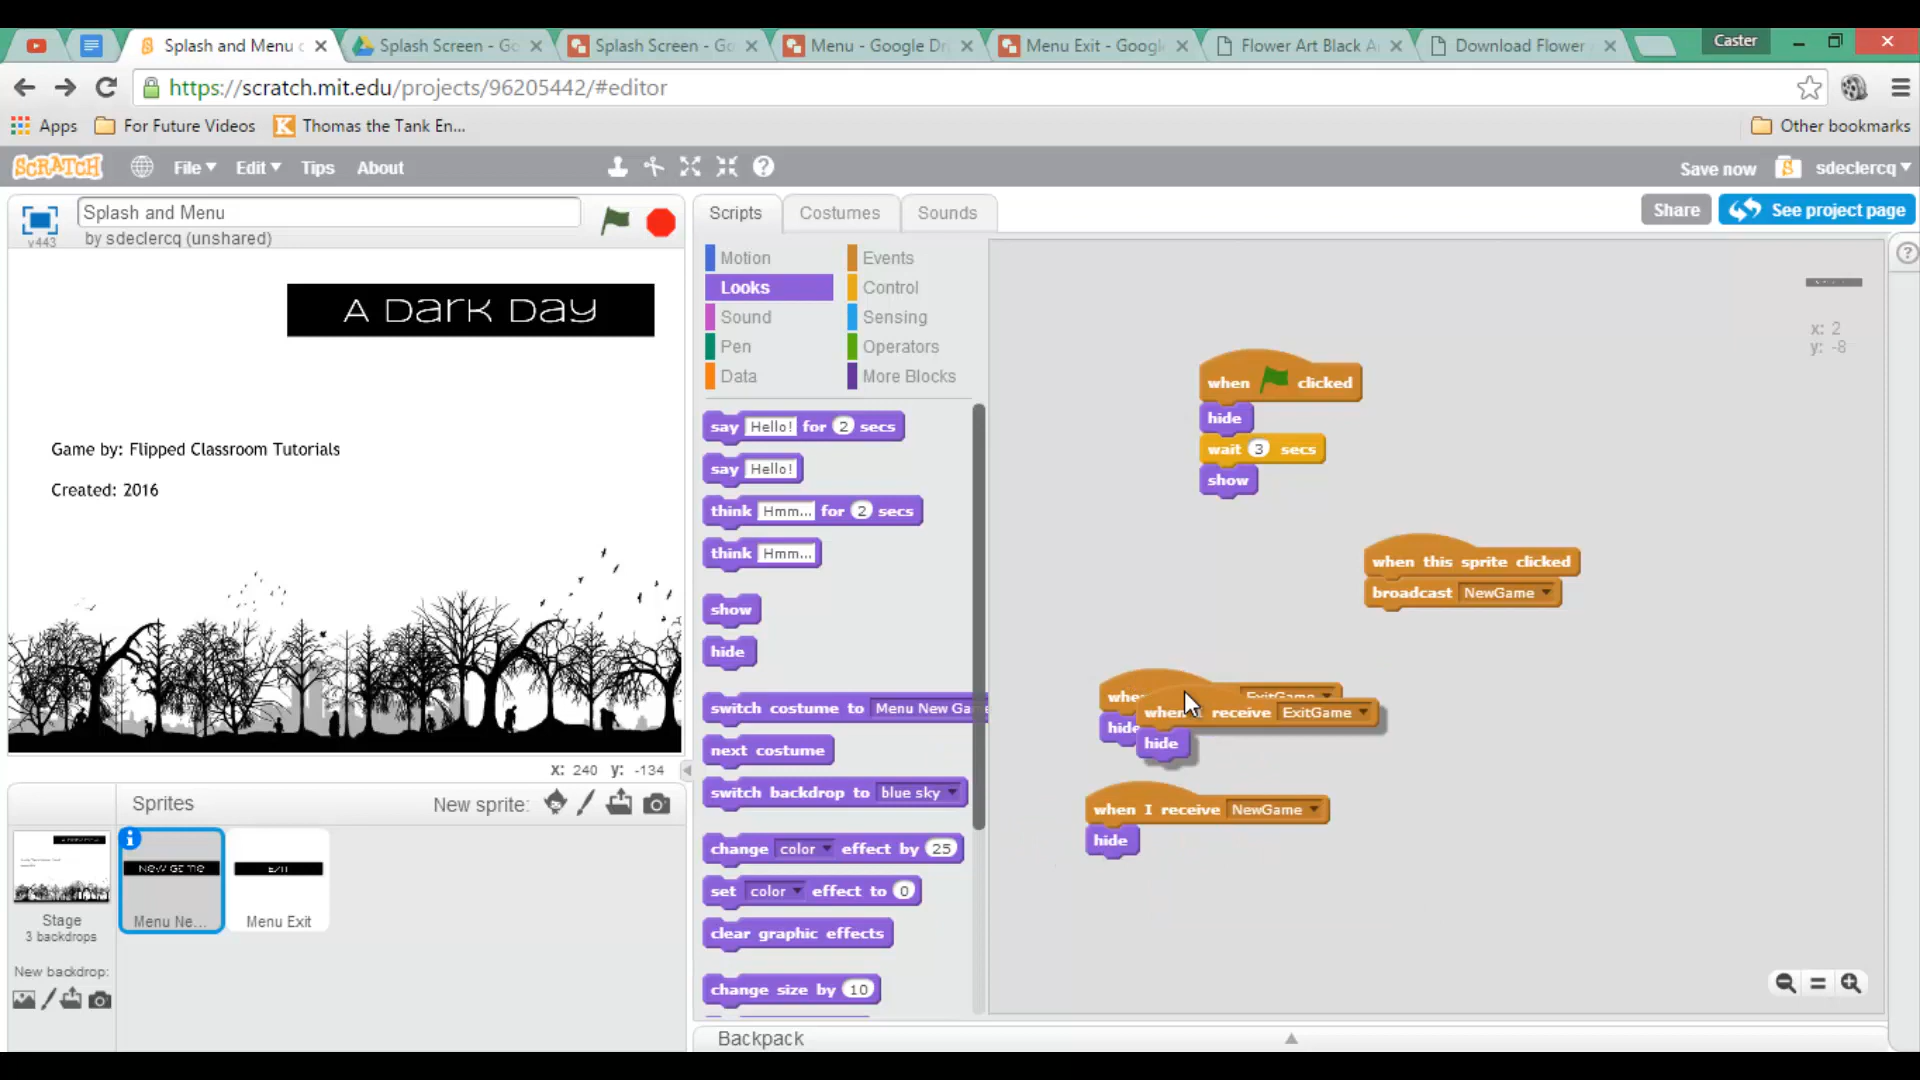 Splash and Menu
Splash Screen - Go
Splash Screen - Go
Menu - Google Dr
Menu Exit - Google
Flower Art Black A
Download Flower
Caster
https://scratch.mit.edu/projects/96205442/#editor
Apps
For Future Videos
Thomas the Tank En...
Other bookmarks
SCRATCH
File
Edit
Tips
About
Save now
sdeclercq
v443
Splash and Menu
by sdeclercq (unshared)
Scripts
Costumes
Sounds
Share
See project page
A Dark Day
Game by: Flipped Classroom Tutorials
Created: 2016
x: 240 y: -134
Motion
Looks
Sound
Pen
Data
Events
Control
Sensing
Operators
More Blocks
say Hello! for 2 secs
say Hello!
think Hmm... for 2 secs
think Hmm...
show
hide
switch costume to Menu New Ga
next costume
switch backdrop to blue sky
change color effect by 25
set color effect to 0
clear graphic effects
change size by 10
x: 2
y: -8
when clicked
hide
wait 3 secs
show
when this sprite clicked
broadcast NewGame
whe ExitGame
hide
when I receive ExitGame
hide
when I receive NewGame
hide
Sprites
New sprite:
Stage
3 backdrops
New backdrop:
New Game
Menu Ne...
Exit
Menu Exit
Backpack